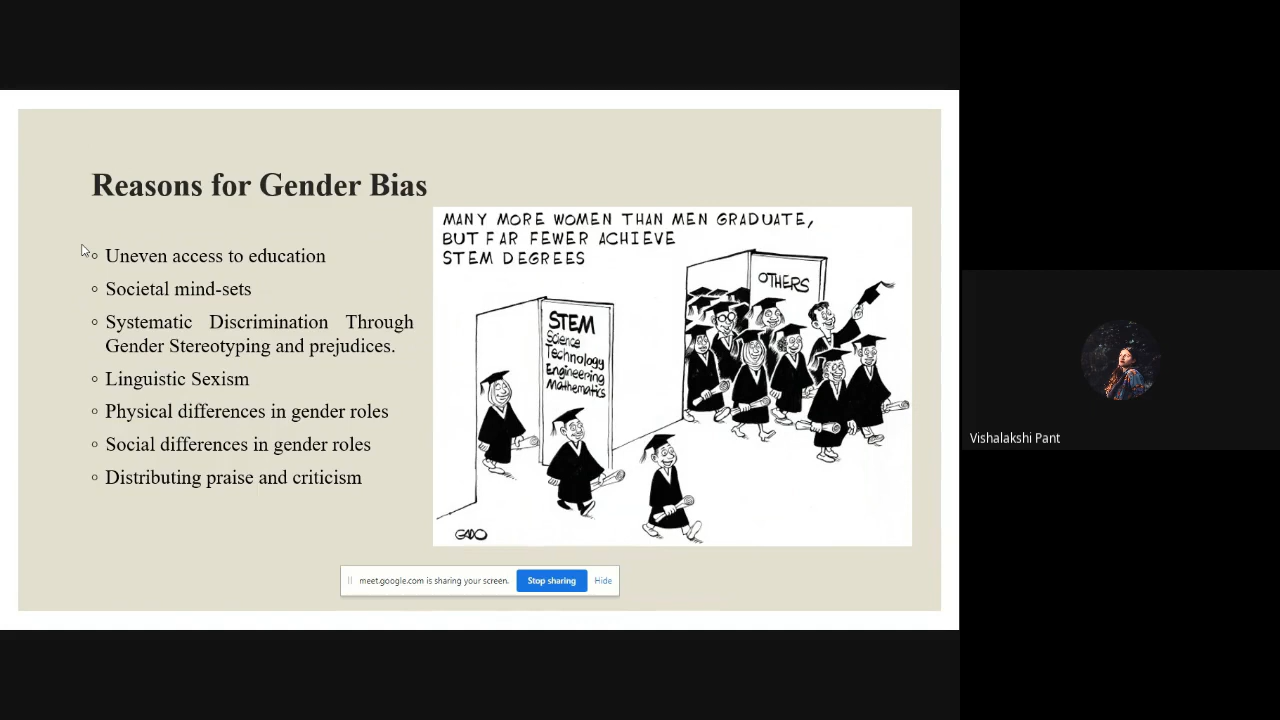 Reasons for Gender Bias
Uneven access to education
Societal mind-sets
Systematic Discrimination Through
Gender Stereotyping and prejudices.
Linguistic Sexism
Physical differences in gender roles
Social differences in gender roles
Distributing praise and criticism
MANY MORE WOMEN THAN MEN GRADUATE,
BUT FAR FEWER ACHIEVE
STEM DEGREES
OTHERS
STEM
Science
Technology
Engineering
Mathematics
GADO
meet.google.com is sharing your screen.
Stop sharing
Hide
Vishalakshi Pant